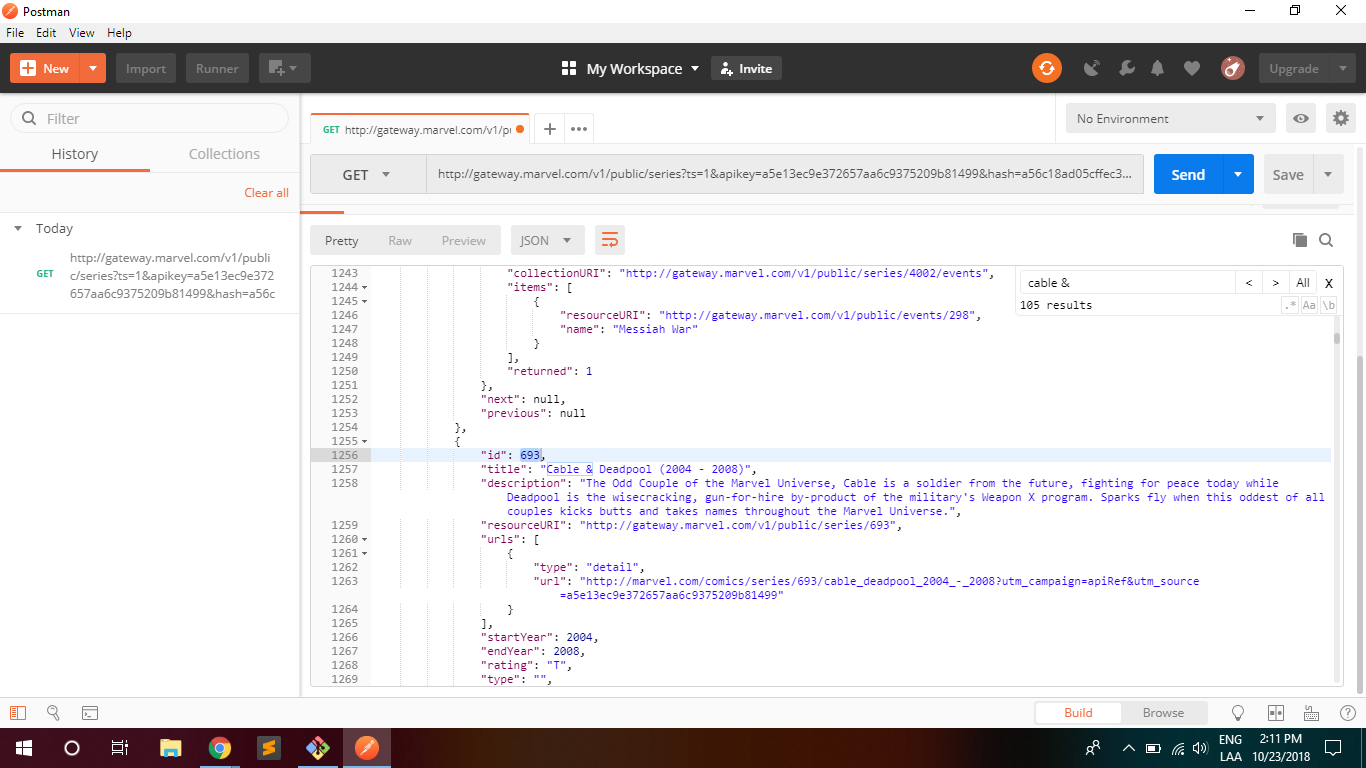 Postman
File Edit View Help
New Import Runner My Workspace Invite Upgrade
Filter
History Collections
Clear all
Today
GET http://gateway.marvel.com/v1/publi
c/series?ts=1&apikey=a5e13ec9e372
657aa6c9375209b81499&hash=a56c
GET http://gateway.marvel.com/v1/pu
No Environment
GET http://gateway.marvel.com/v1/public/series?ts=1&apikey=a5e13ec9e372657aa6c9375209b81499&hash=a56c18ad05cffec3... Send Save
Pretty Raw Preview JSON
cable & < > All X
105 results .* Aa \b
1243 "collectionURI": "http://gateway.marvel.com/v1/public/series/4002/events",
1244 "items": [
1245 {
1246 "resourceURI": "http://gateway.marvel.com/v1/public/events/298",
1247 "name": "Messiah War"
1248 }
1249 ],
1250 "returned": 1
1251 },
1252 "next": null,
1253 "previous": null
1254 },
1255 {
1256 "id": 693,
1257 "title": "Cable & Deadpool (2004 - 2008)",
1258 "description": "The Odd Couple of the Marvel Universe, Cable is a soldier from the future, fighting for peace today while
Deadpool is the wisecracking, gun-for-hire by-product of the military's Weapon X program. Sparks fly when this oddest of all
couples kicks butts and takes names throughout the Marvel Universe.",
1259 "resourceURI": "http://gateway.marvel.com/v1/public/series/693",
1260 "urls": [
1261 {
1262 "type": "detail",
1263 "url": "http://marvel.com/comics/series/693/cable_deadpool_2004_-_2008?utm_campaign=apiRef&utm_source
=a5e13ec9e372657aa6c9375209b81499"
1264 }
1265 ],
1266 "startYear": 2004,
1267 "endYear": 2008,
1268 "rating": "T",
1269 "type": "",
Build Browse
ENG 2:11 PM
LAA 10/23/2018